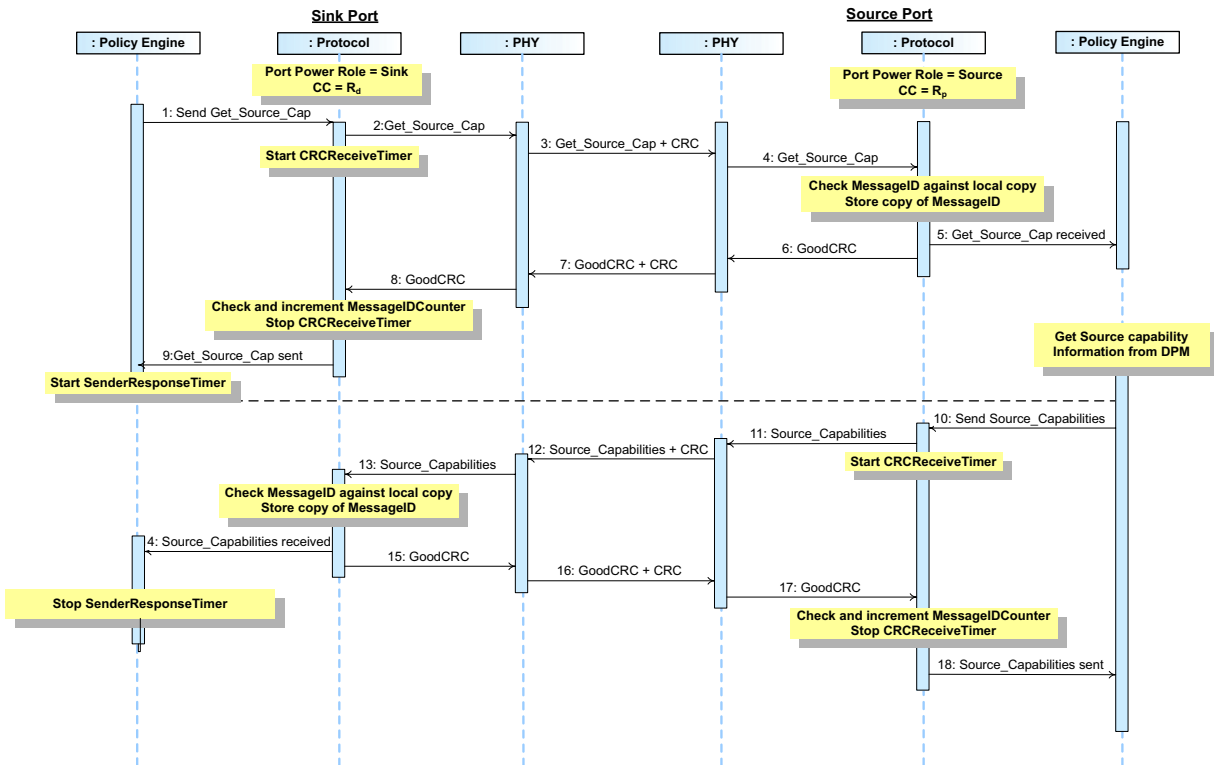 Sink Port
Source Port
: Policy Engine
: Protocol
: PHY
: PHY
: Protocol
: Policy Engine
Port Power Role = Sink
CC = Rd
Port Power Role = Source
CC = Rp
1: Send Get_Source_Cap
2:Get_Source_Cap
Start CRCReceiveTimer
3: Get_Source_Cap + CRC
4: Get_Source_Cap
Check MessageID against local copy
Store copy of MessageID
5: Get_Source_Cap received
6: GoodCRC
7: GoodCRC + CRC
8: GoodCRC
Check and increment MessageIDCounter
Stop CRCReceiveTimer
9:Get_Source_Cap sent
Start SenderResponseTimer
Get Source capability
Information from DPM
10: Send Source_Capabilities
11: Source_Capabilities
Start CRCReceiveTimer
12: Source_Capabilities + CRC
13: Source_Capabilities
Check MessageID against local copy
Store copy of MessageID
4: Source_Capabilities received
15: GoodCRC
16: GoodCRC + CRC
17: GoodCRC
Stop SenderResponseTimer
Check and increment MessageIDCounter
Stop CRCReceiveTimer
18: Source_Capabilities sent